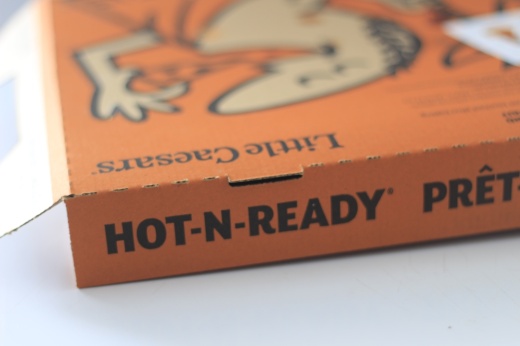 Little Caesars®
HOT-N-READY® PRÊT-